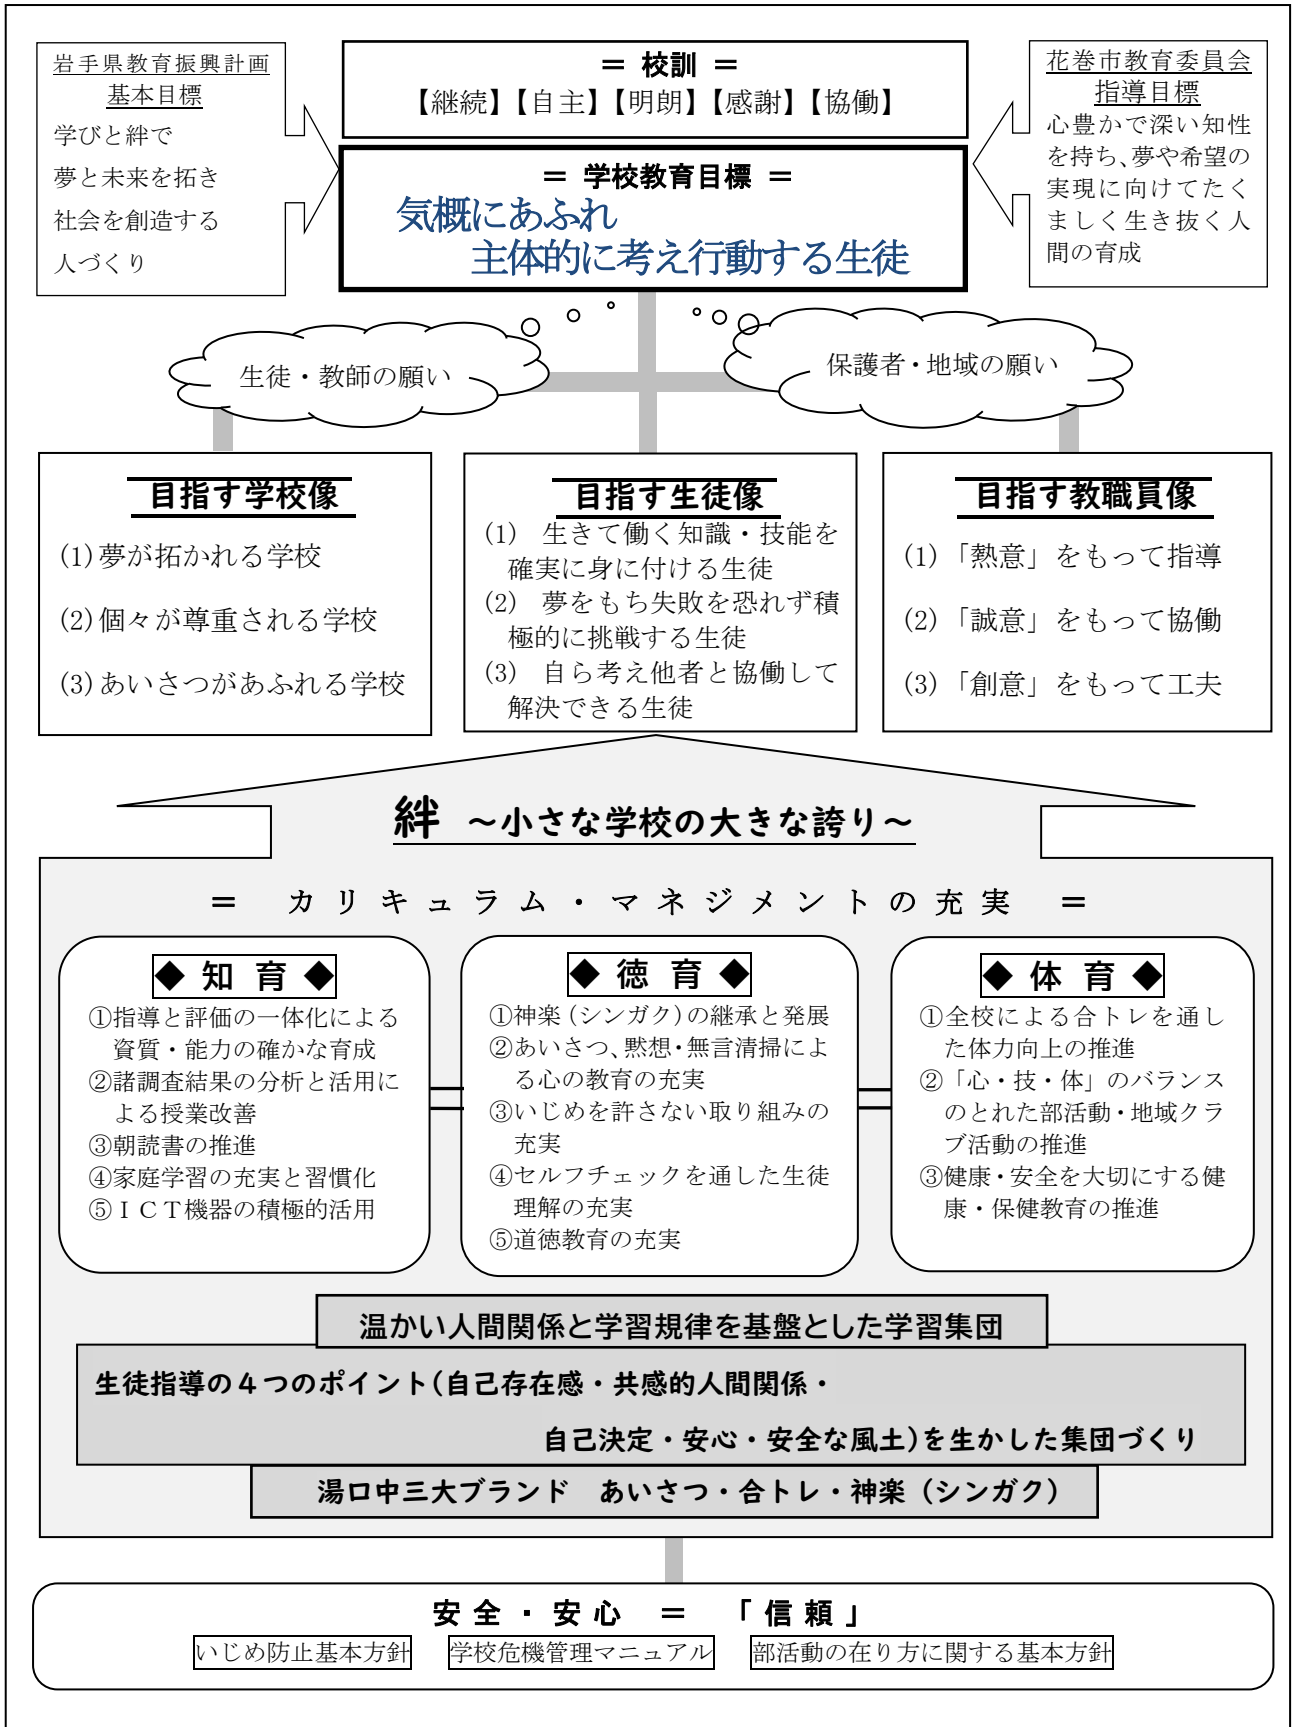 岩手県教育振興計画
基本目標
学びと絆で
夢と未来を拓き
社会を創造する
人づくり
＝ 校訓 ＝
【継続】【自主】【明朗】【感謝】【協働】
＝ 学校教育目標 ＝
気概にあふれ
主体的に考え行動する生徒
花巻市教育委員会
指導目標
心豊かで深い知性
を持ち、夢や希望の
実現に向けてたく
ましく生き抜く人
間の育成
生徒・教師の願い
保護者・地域の願い
目指す学校像
(1)夢が拓かれる学校
(2)個々が尊重される学校
(3)あいさつがあふれる学校
目指す生徒像
(1) 生きて働く知識・技能を
確実に身に付ける生徒
(2) 夢をもち失敗を恐れず積
極的に挑戦する生徒
(3) 自ら考え他者と協働して
解決できる生徒
目指す教職員像
(1)「熱意」をもって指導
(2)「誠意」をもって協働
(3)「創意」をもって工夫
絆 ～小さな学校の大きな誇り～
＝ カリキュラム・マネジメントの充実 ＝
◆ 知 育 ◆
①指導と評価の一体化による
資質・能力の確かな育成
②諸調査結果の分析と活用に
よる授業改善
③朝読書の推進
④家庭学習の充実と習慣化
⑤ＩＣＴ機器の積極的活用
◆ 徳 育 ◆
①神楽(シンガク)の継承と発展
②あいさつ、黙想・無言清掃によ
る心の教育の充実
③いじめを許さない取り組みの
充実
④セルフチェックを通した生徒
理解の充実
⑤道徳教育の充実
◆ 体 育 ◆
①全校による合トレを通し
た体力向上の推進
②「心・技・体」のバランス
のとれた部活動・地域クラ
ブ活動の推進
③健康・安全を大切にする健
康・保健教育の推進
温かい人間関係と学習規律を基盤とした学習集団
生徒指導の４つのポイント(自己存在感・共感的人間関係・
自己決定・安心・安全な風土)を生かした集団づくり
湯口中三大ブランド　あいさつ・合トレ・神楽（シンガク）
安全・安心 ＝ 「信頼」
いじめ防止基本方針　学校危機管理マニュアル　部活動の在り方に関する基本方針